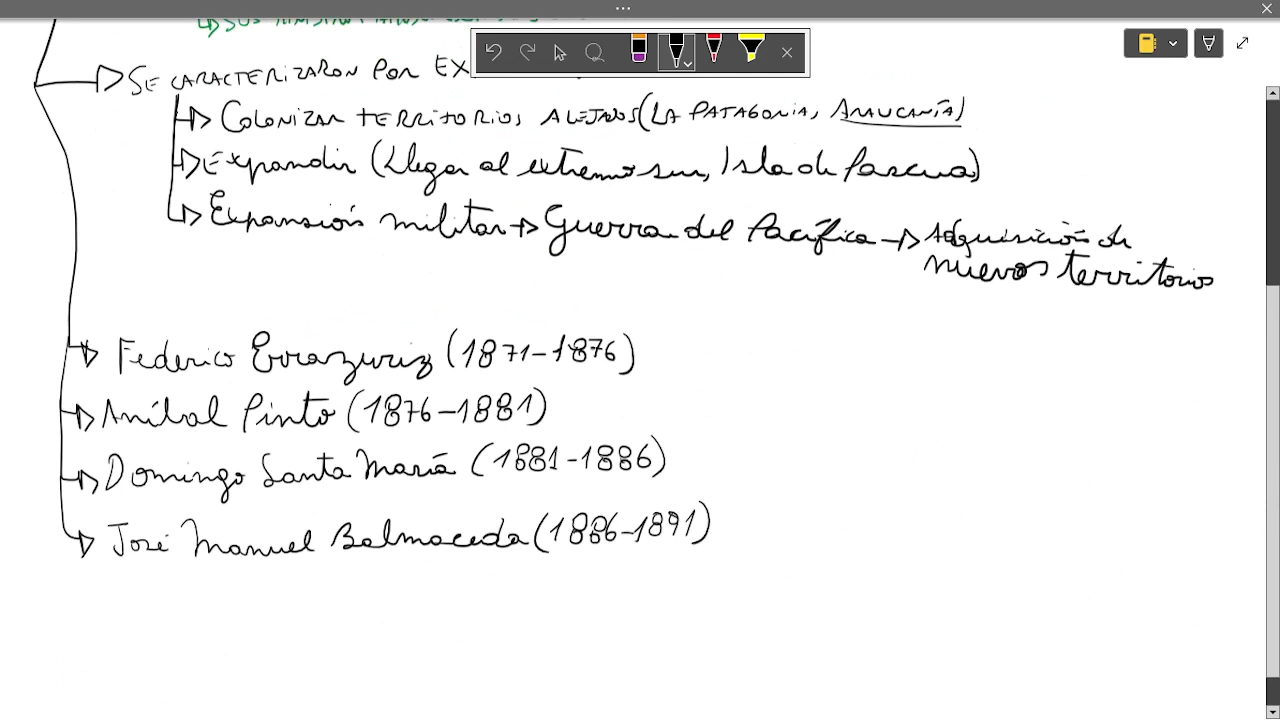 SE CARACTERIZARON POR EX
COLONIZAR TERRITORIOS ALEJADOS (LA PATAGONIA, ARAUCANÍA)
Expandir (Llegar al extremo sur, Isla de Pascua)
Expansión militar → Guerra del Pacífico → Adquisición de
nuevos territorios
Federico Errazuriz (1871-1876)
Aníbal Pinto (1876-1881)
Domingo Santa María (1881-1886)
José Manuel Balmaceda (1886-1891)